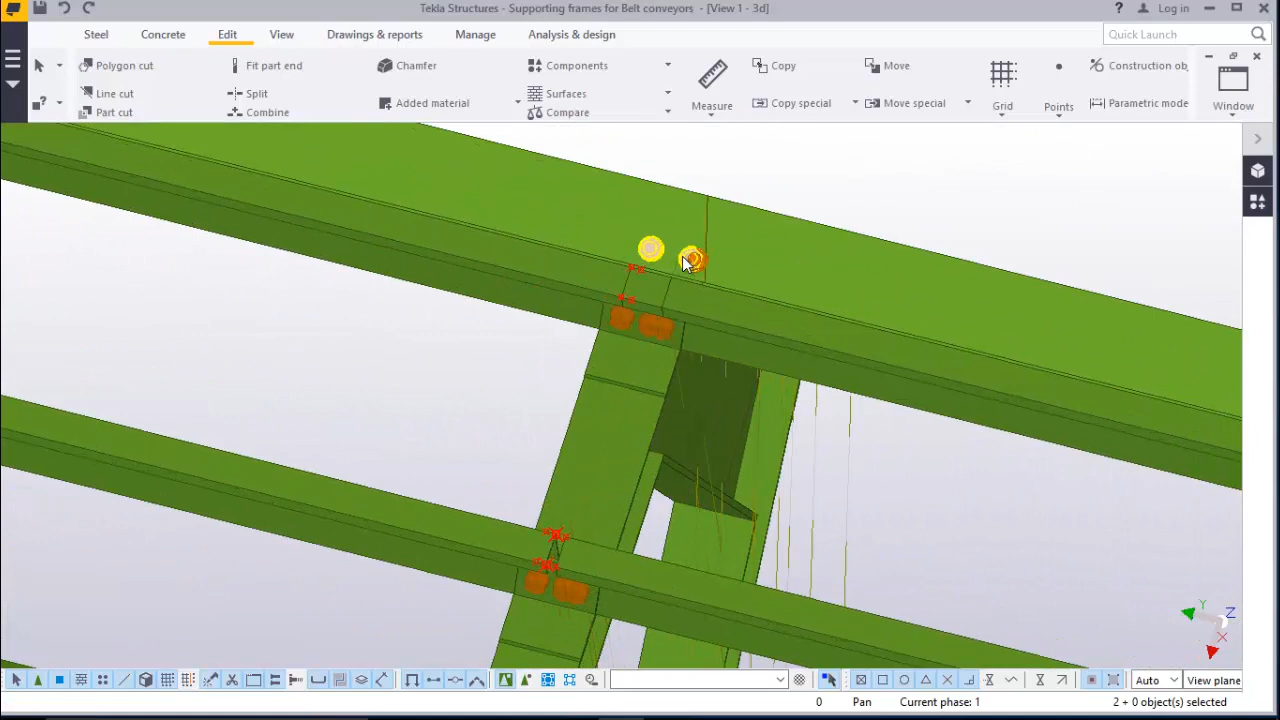 Tekla Structures - Supporting frames for Belt conveyors - [View 1 - 3d]
? Log in
Steel Concrete Edit View Drawings & reports Manage Analysis & design Quick Launch
Polygon cut Fit part end Chamfer Components Copy Move Construction obj
Line cut Split Added material Surfaces Measure Copy special Move special Grid Points Parametric mode Window
Part cut Combine Compare
Y Z
X
Auto View plane
0 Pan Current phase: 1 2 + 0 object(s) selected